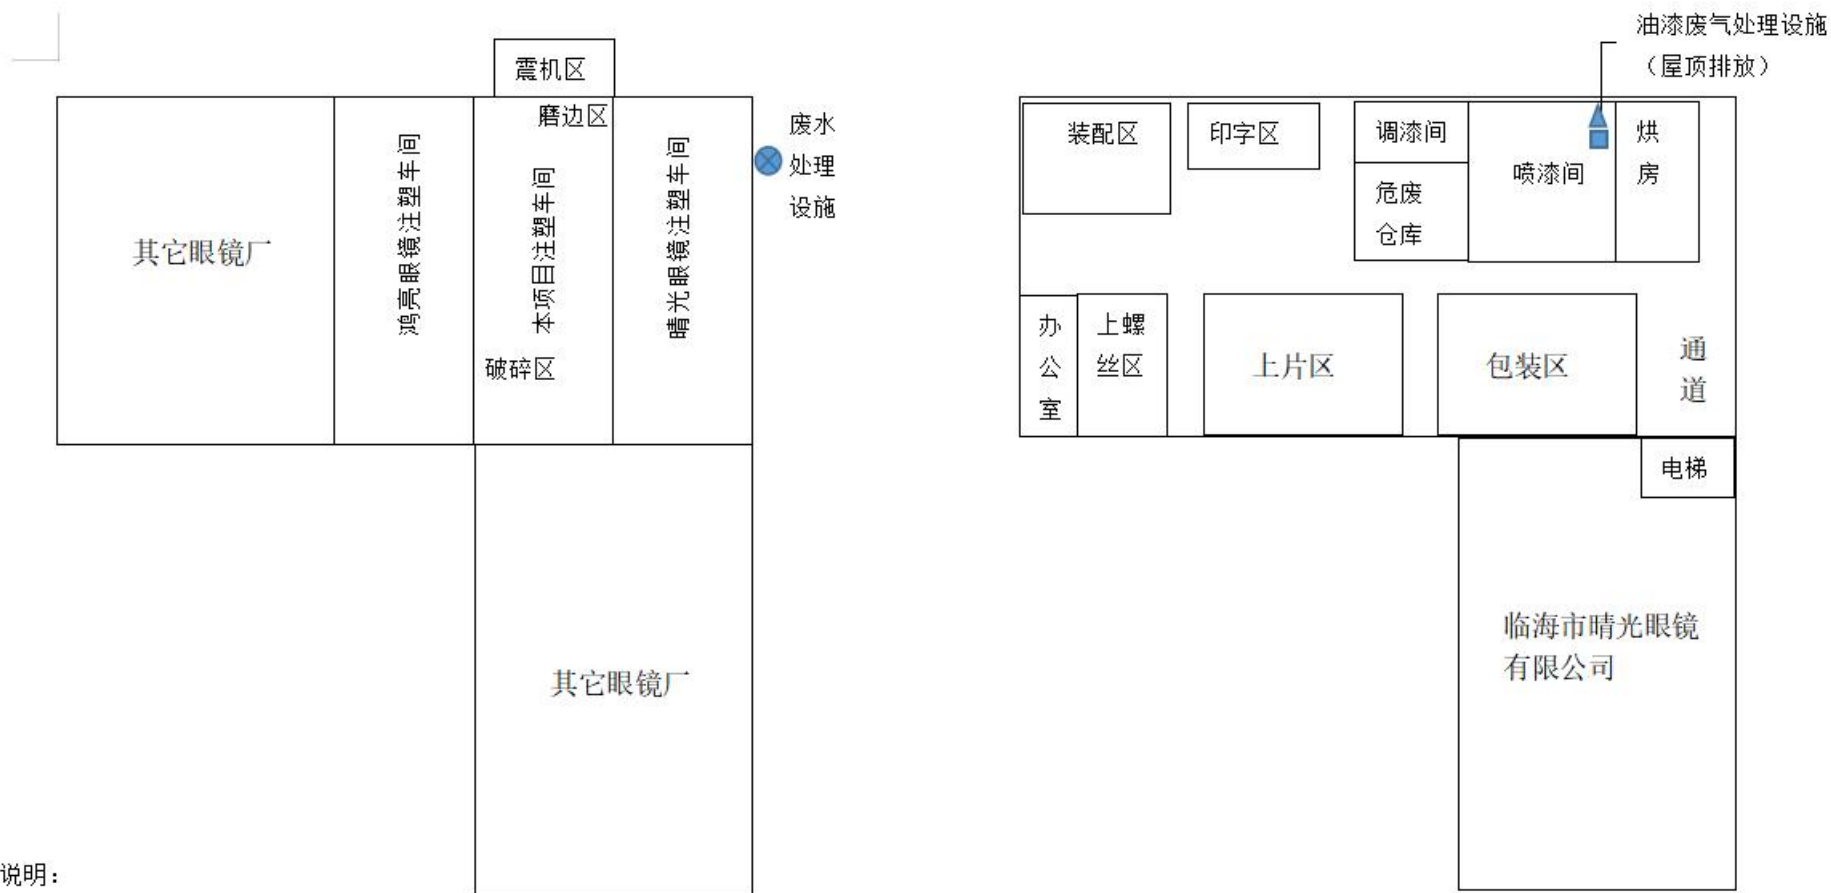 震机区
磨边区
其它眼镜厂
鸿亮眼镜注塑车间
本项目注塑车间
晴光眼镜注塑车间
破碎区
废水
处理
设施
其它眼镜厂
油漆废气处理设施
（屋顶排放）
装配区
印字区
调漆间
危废
仓库
喷漆间
烘
房
办
公
室
上螺
丝区
上片区
包装区
通
道
电梯
临海市晴光眼镜
有限公司
说明：